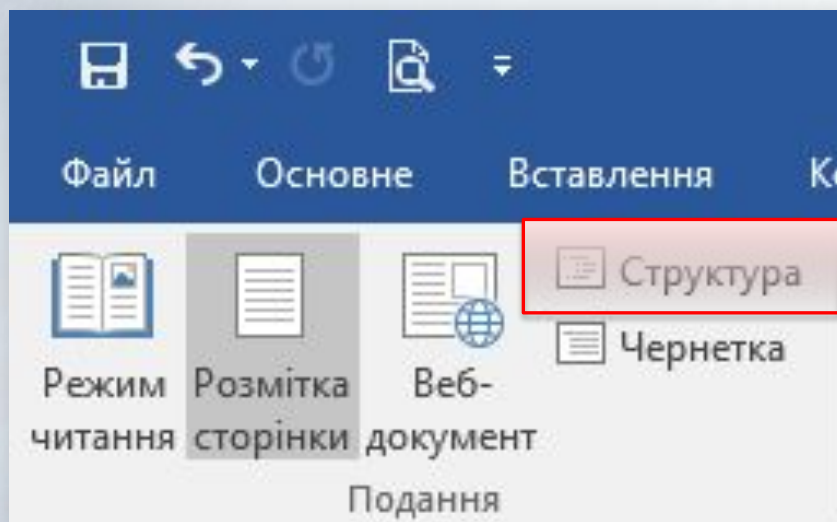 Файл Основне Вставлення
Режим читання
Розмітка сторінки
Веб-документ
Структура
Чернетка
Подання